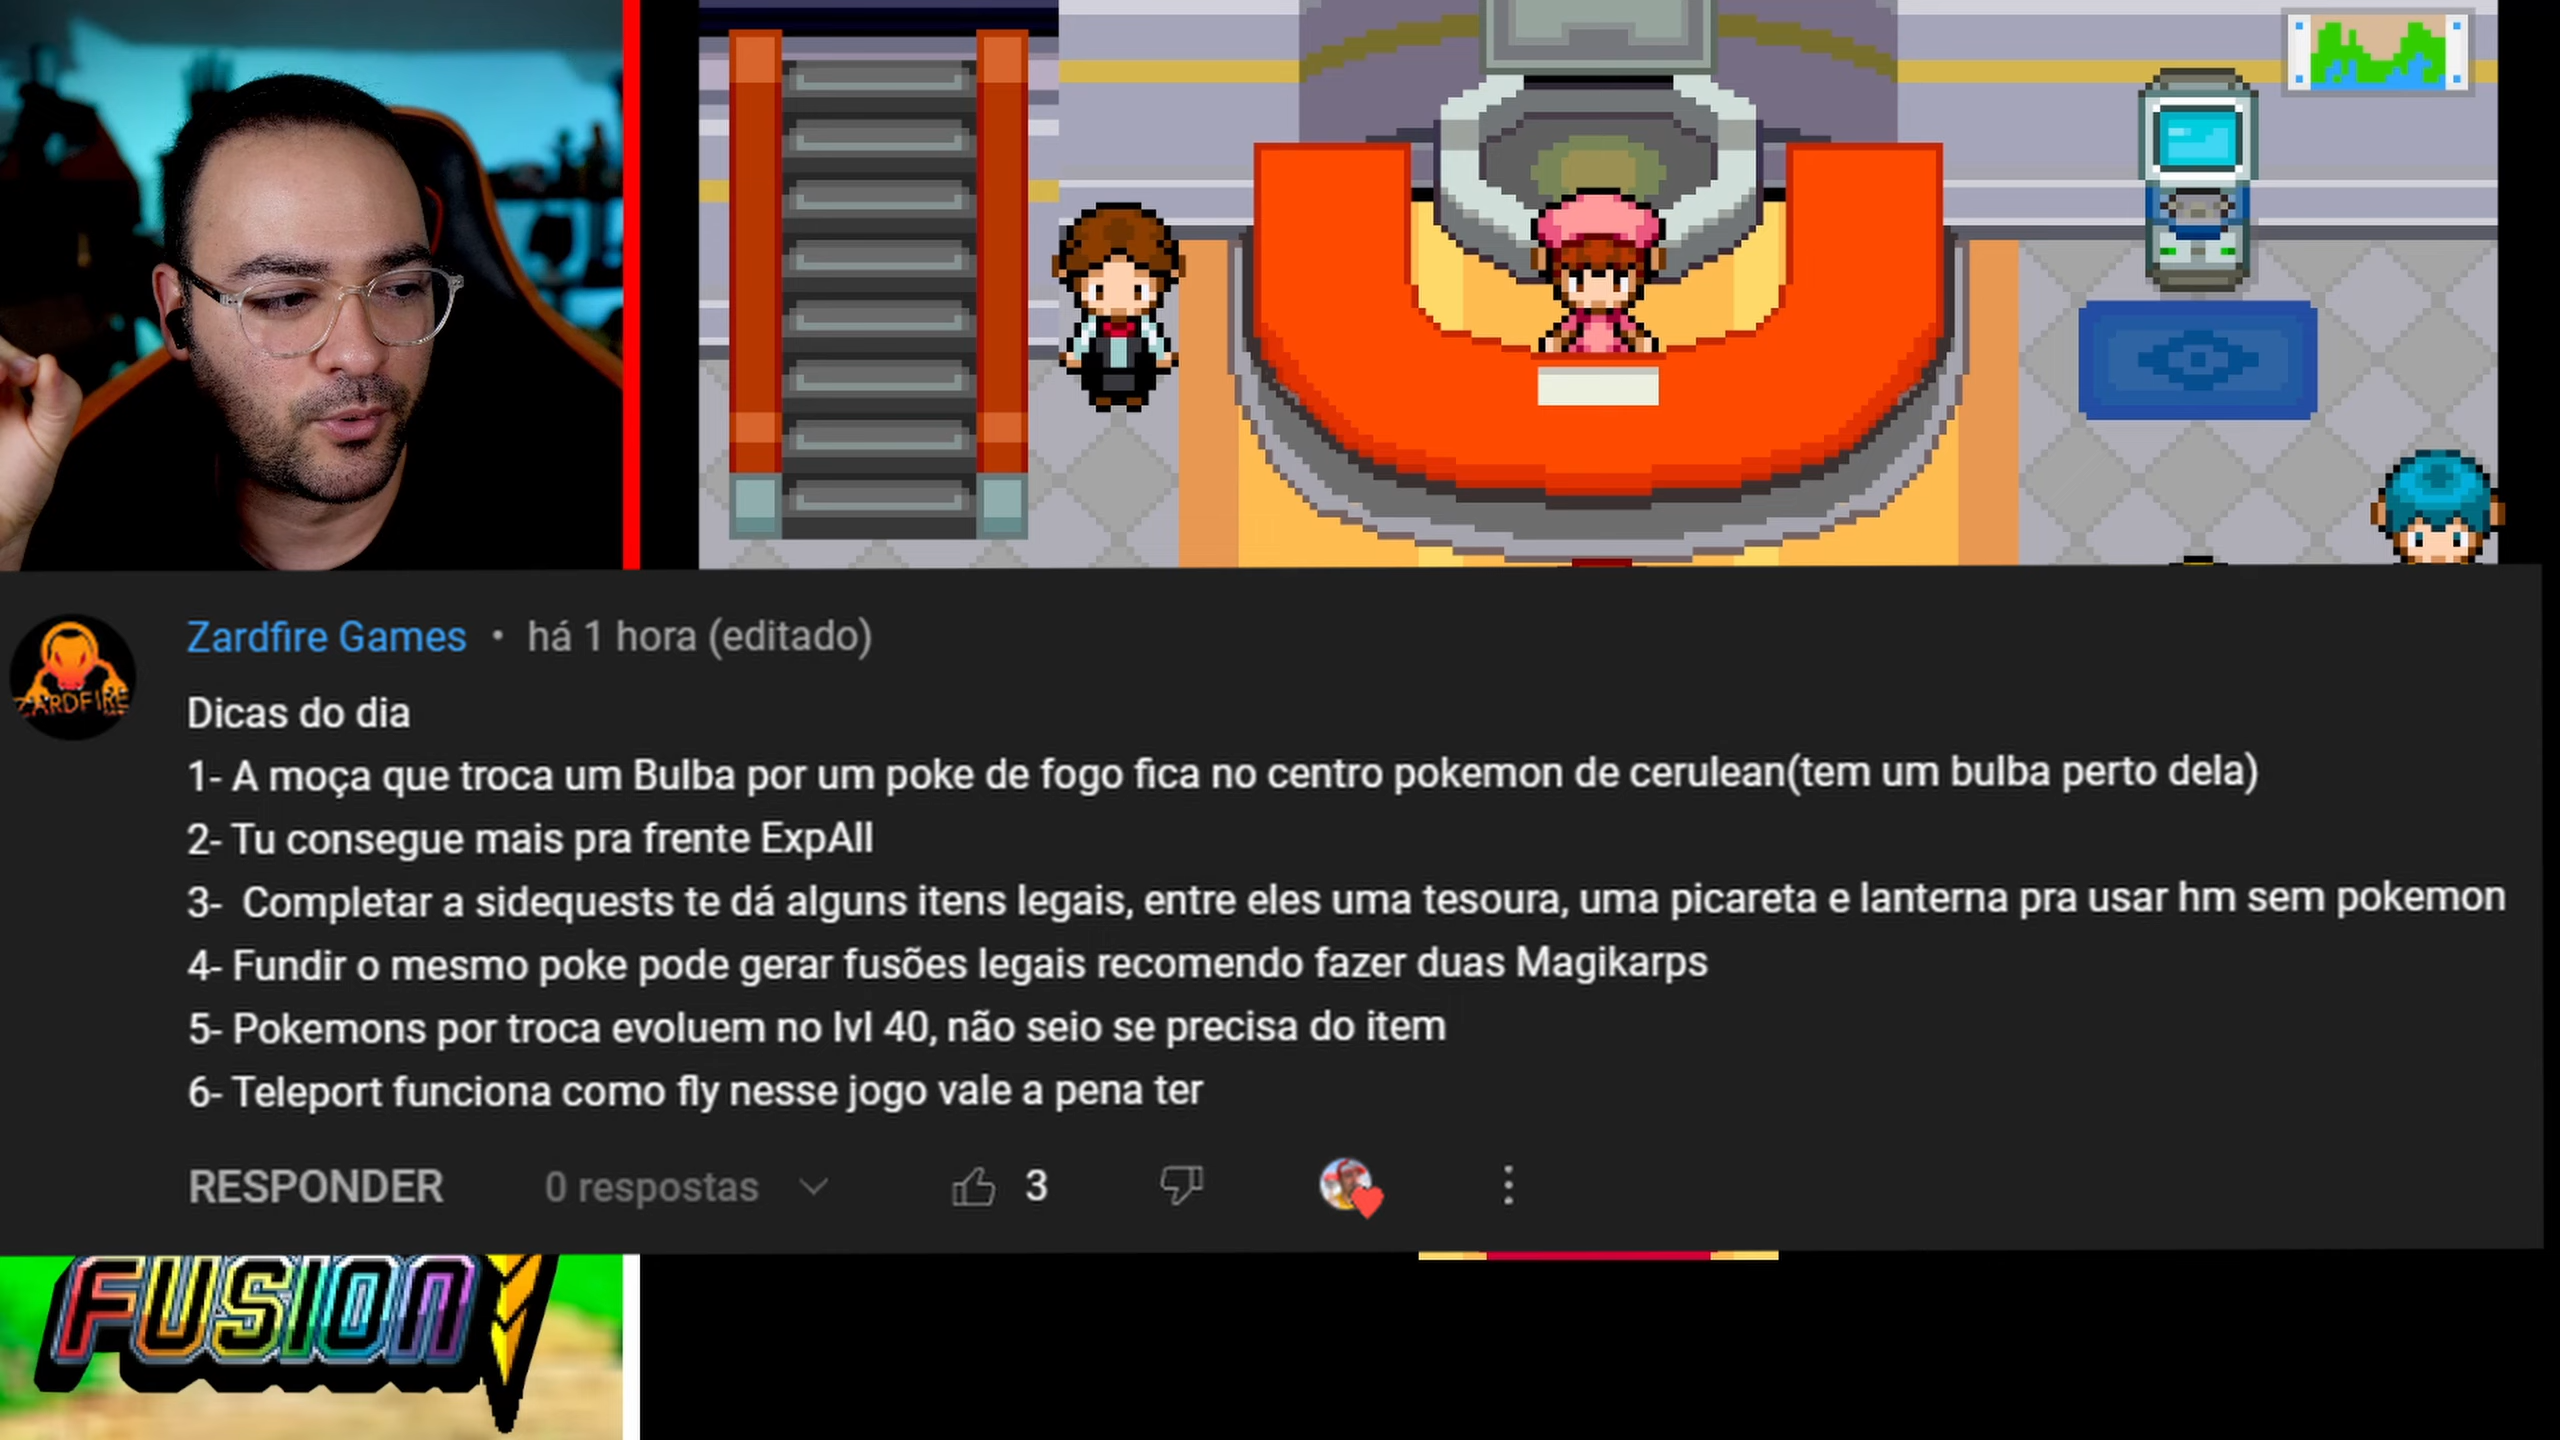 Zardfire Games • há 1 hora (editado)
ZARDFIRE
Dicas do dia
1- A moça que troca um Bulba por um poke de fogo fica no centro pokemon de cerulean(tem um bulba perto dela)
2- Tu consegue mais pra frente ExpAll
3-  Completar a sidequests te dá alguns itens legais, entre eles uma tesoura, uma picareta e lanterna pra usar hm sem pokemon
4- Fundir o mesmo poke pode gerar fusões legais recomendo fazer duas Magikarps
5- Pokemons por troca evoluem no lvl 40, não seio se precisa do item
6- Teleport funciona como fly nesse jogo vale a pena ter
RESPONDER 0 respostas 3
FUSION